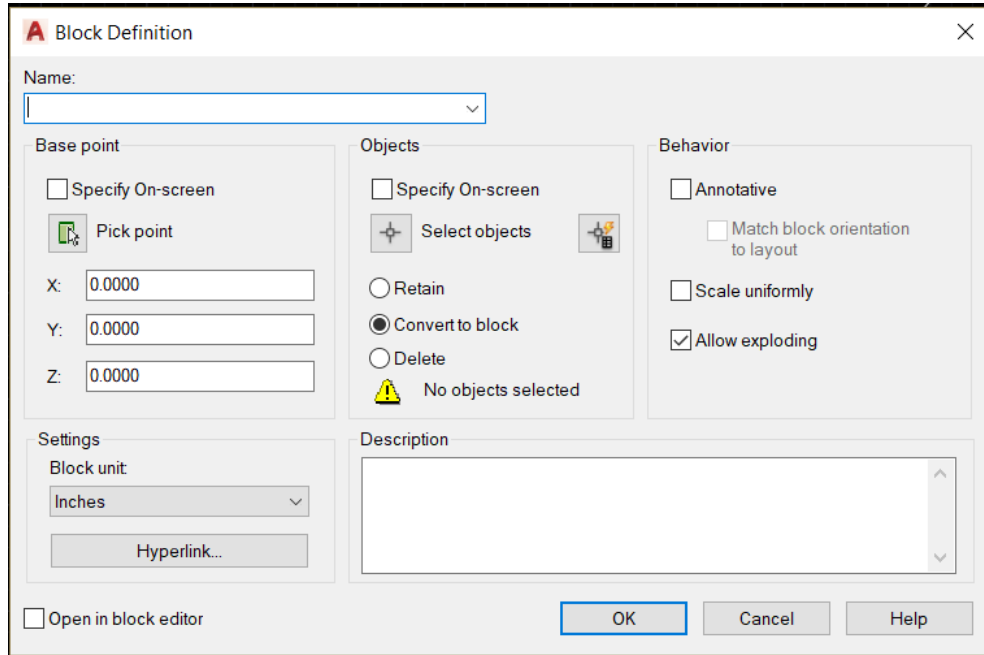 Block Definition
Name:
Base point
Specify On-screen
Pick point
X: 0.0000
Y: 0.0000
Z: 0.0000
Objects
Specify On-screen
Select objects
Retain
Convert to block
Delete
No objects selected
Behavior
Annotative
Match block orientation
to layout
Scale uniformly
Allow exploding
Settings
Block unit:
Inches
Hyperlink...
Description
Open in block editor
OK Cancel Help